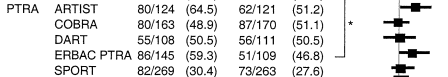 PTRA ARTIST 80/124 (64.5) 62/121 (51.2)
COBRA 80/163 (48.9) 87/170 (51.1) *
DART 55/108 (50.5) 56/111 (50.5)
ERBAC PTRA 86/145 (59.3) 51/109 (46.8)
SPORT 82/269 (30.4) 73/263 (27.6)